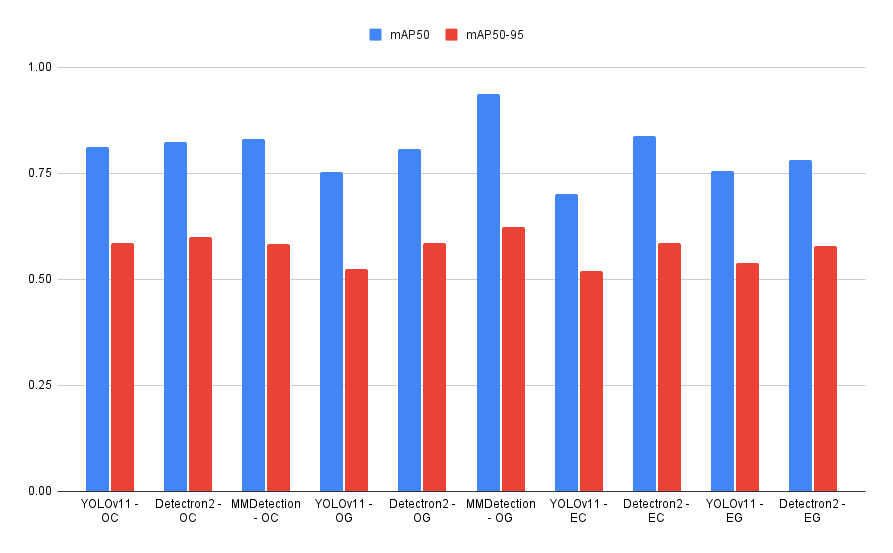 mAP50 mAP50-95
1.00
0.75
0.50
0.25
0.00
YOLOv11 - Detectron2 - MMDetection YOLOv11 - Detectron2 - MMDetection YOLOv11 - Detectron2 - YOLOv11 - Detectron2 -
OC OC - OC OG OG - OG EC EC EG EG